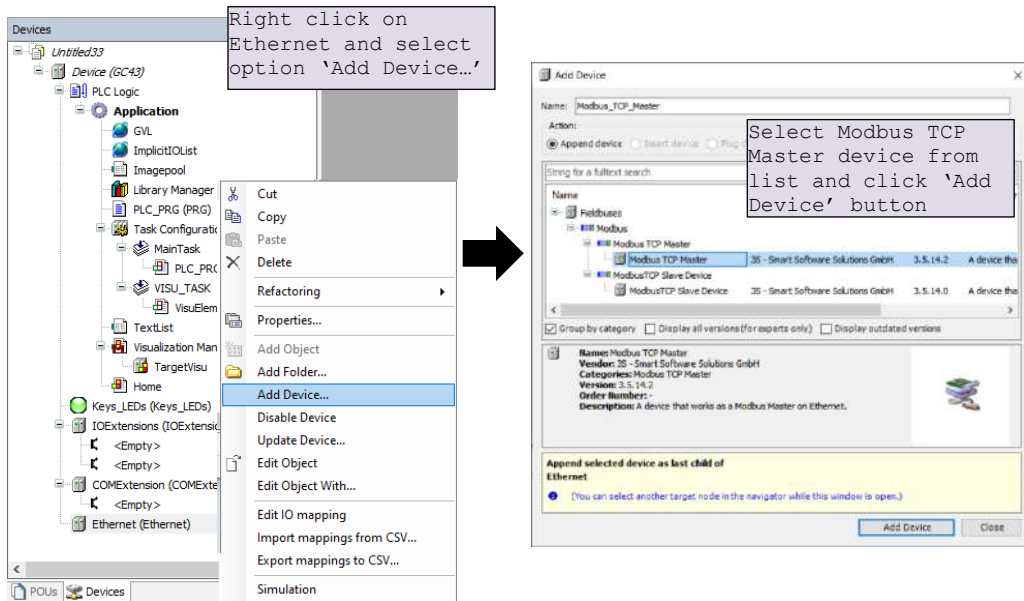 Right click on
Ethernet and select
option ‘Add Device…’
Devices
Untitled33
Device (GC43)
PLC Logic
Application
GVL
ImplicitIOList
Imagepool
Library Manager
PLC_PRG (PRG)
Task Configuratic
MainTask
PLC_PR
VISU_TASK
VisuElem
TextList
Visualization Man
TargetVisu
Home
Keys_LEDs (Keys_LEDs)
IOExtensions (IOExtensio
<Empty>
<Empty>
COMExtension (COMExte
<Empty>
Ethernet (Ethernet)
POUs
Devices
Cut
Copy
Paste
Delete
Refactoring
Properties...
Add Object
Add Folder...
Add Device...
Disable Device
Update Device...
Edit Object
Edit Object With...
Edit IO mapping
Import mappings from CSV...
Export mappings to CSV...
Simulation
Add Device
Name: Modbus_TCP_Master
Action:
Append device Insert device Plug
Select Modbus TCP
Master device from
list and click ‘Add
Device’ button
String for a fulltext search
Name
Fieldbuses
Modbus
Modbus TCP Master
Modbus TCP Master 3S - Smart Software Solutions GmbH 3.5.14.2 A device tha
ModbusTCP Slave Device
ModbusTCP Slave Device 3S - Smart Software Solutions GmbH 3.5.14.0 A device tha
Group by category Display all versions (for experts only) Display outdated versions
Name: Modbus TCP Master
Vendor: 3S - Smart Software Solutions GmbH
Categories: Modbus TCP Master
Version: 3.5.14.2
Order Number: -
Description: A device that works as a Modbus Master on Ethernet.
Append selected device as last child of
Ethernet
(You can select another target node in the navigator while this window is open.)
Add Device Close